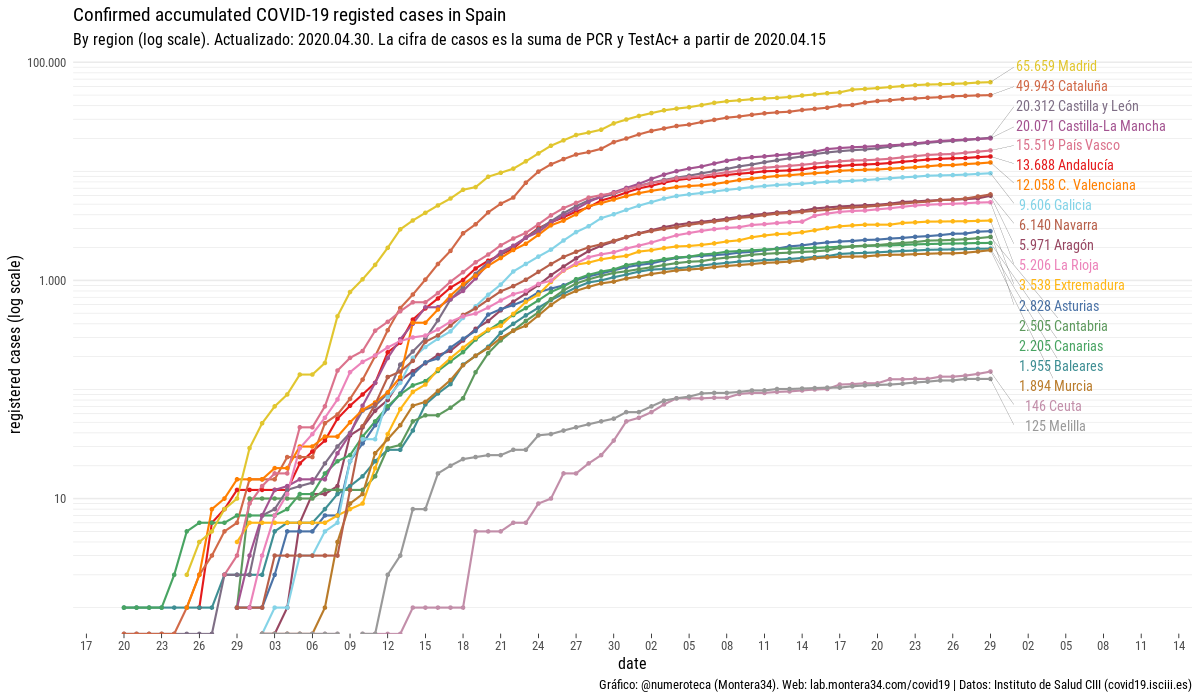 Confirmed accumulated COVID-19 registed cases in Spain
By region (log scale). Actualizado: 2020.04.30. La cifra de casos es la suma de PCR y TestAc+ a partir de 2020.04.15
registered cases (log scale)
100.000
1.000
10
65.659 Madrid
49.943 Cataluña
20.312 Castilla y León
20.071 Castilla-La Mancha
15.519 País Vasco
13.688 Andalucía
12.058 C. Valenciana
9.606 Galicia
6.140 Navarra
5.971 Aragón
5.206 La Rioja
3.538 Extremadura
2.828 Asturias
2.505 Cantabria
2.205 Canarias
1.955 Baleares
1.894 Murcia
146 Ceuta
125 Melilla
17 20 23 26 29 03 06 09 12 15 18 21 24 27 30 02 05 08 11 14 17 20 23 26 29 02 05 08 11 14
date
Gráfico: @numeroteca (Montera34). Web: lab.montera34.com/covid19 | Datos: Instituto de Salud CIII (covid19.isciii.es)